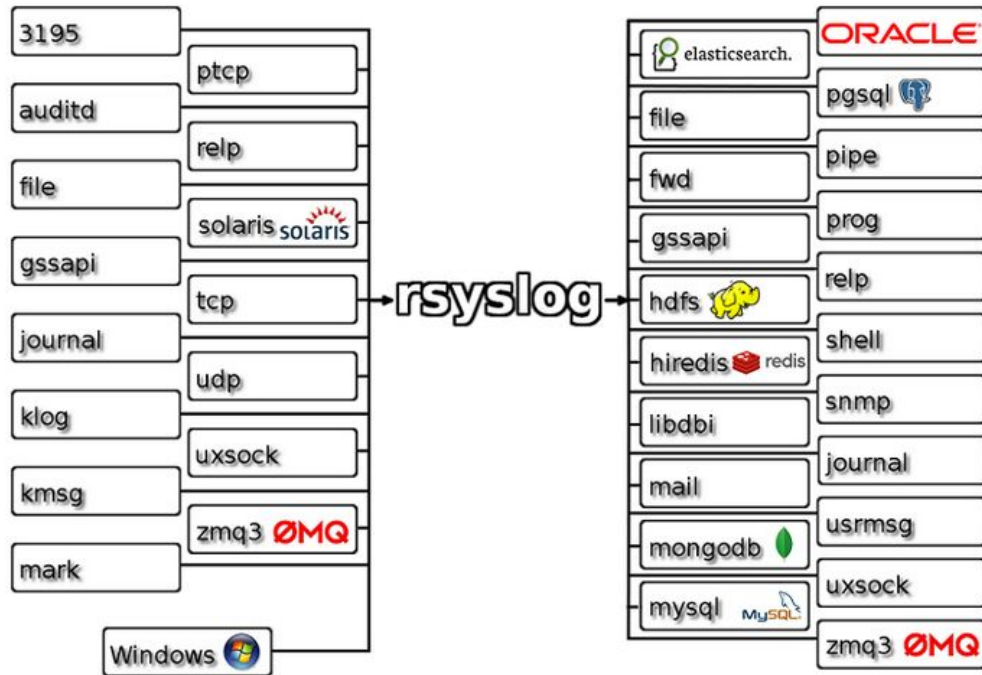 3195
ptcp
auditd
relp
file
solaris solaris
gssapi
tcp
journal
udp
klog
uxsock
kmsg
zmq3 ØMQ
mark
Windows
rsyslog
ORACLE
elasticsearch.
pgsql
file
pipe
fwd
prog
gssapi
relp
hdfs
shell
hiredis redis
snmp
libdbi
journal
mail
usrmsg
mongodb
uxsock
mysql MySQL
zmq3 ØMQ